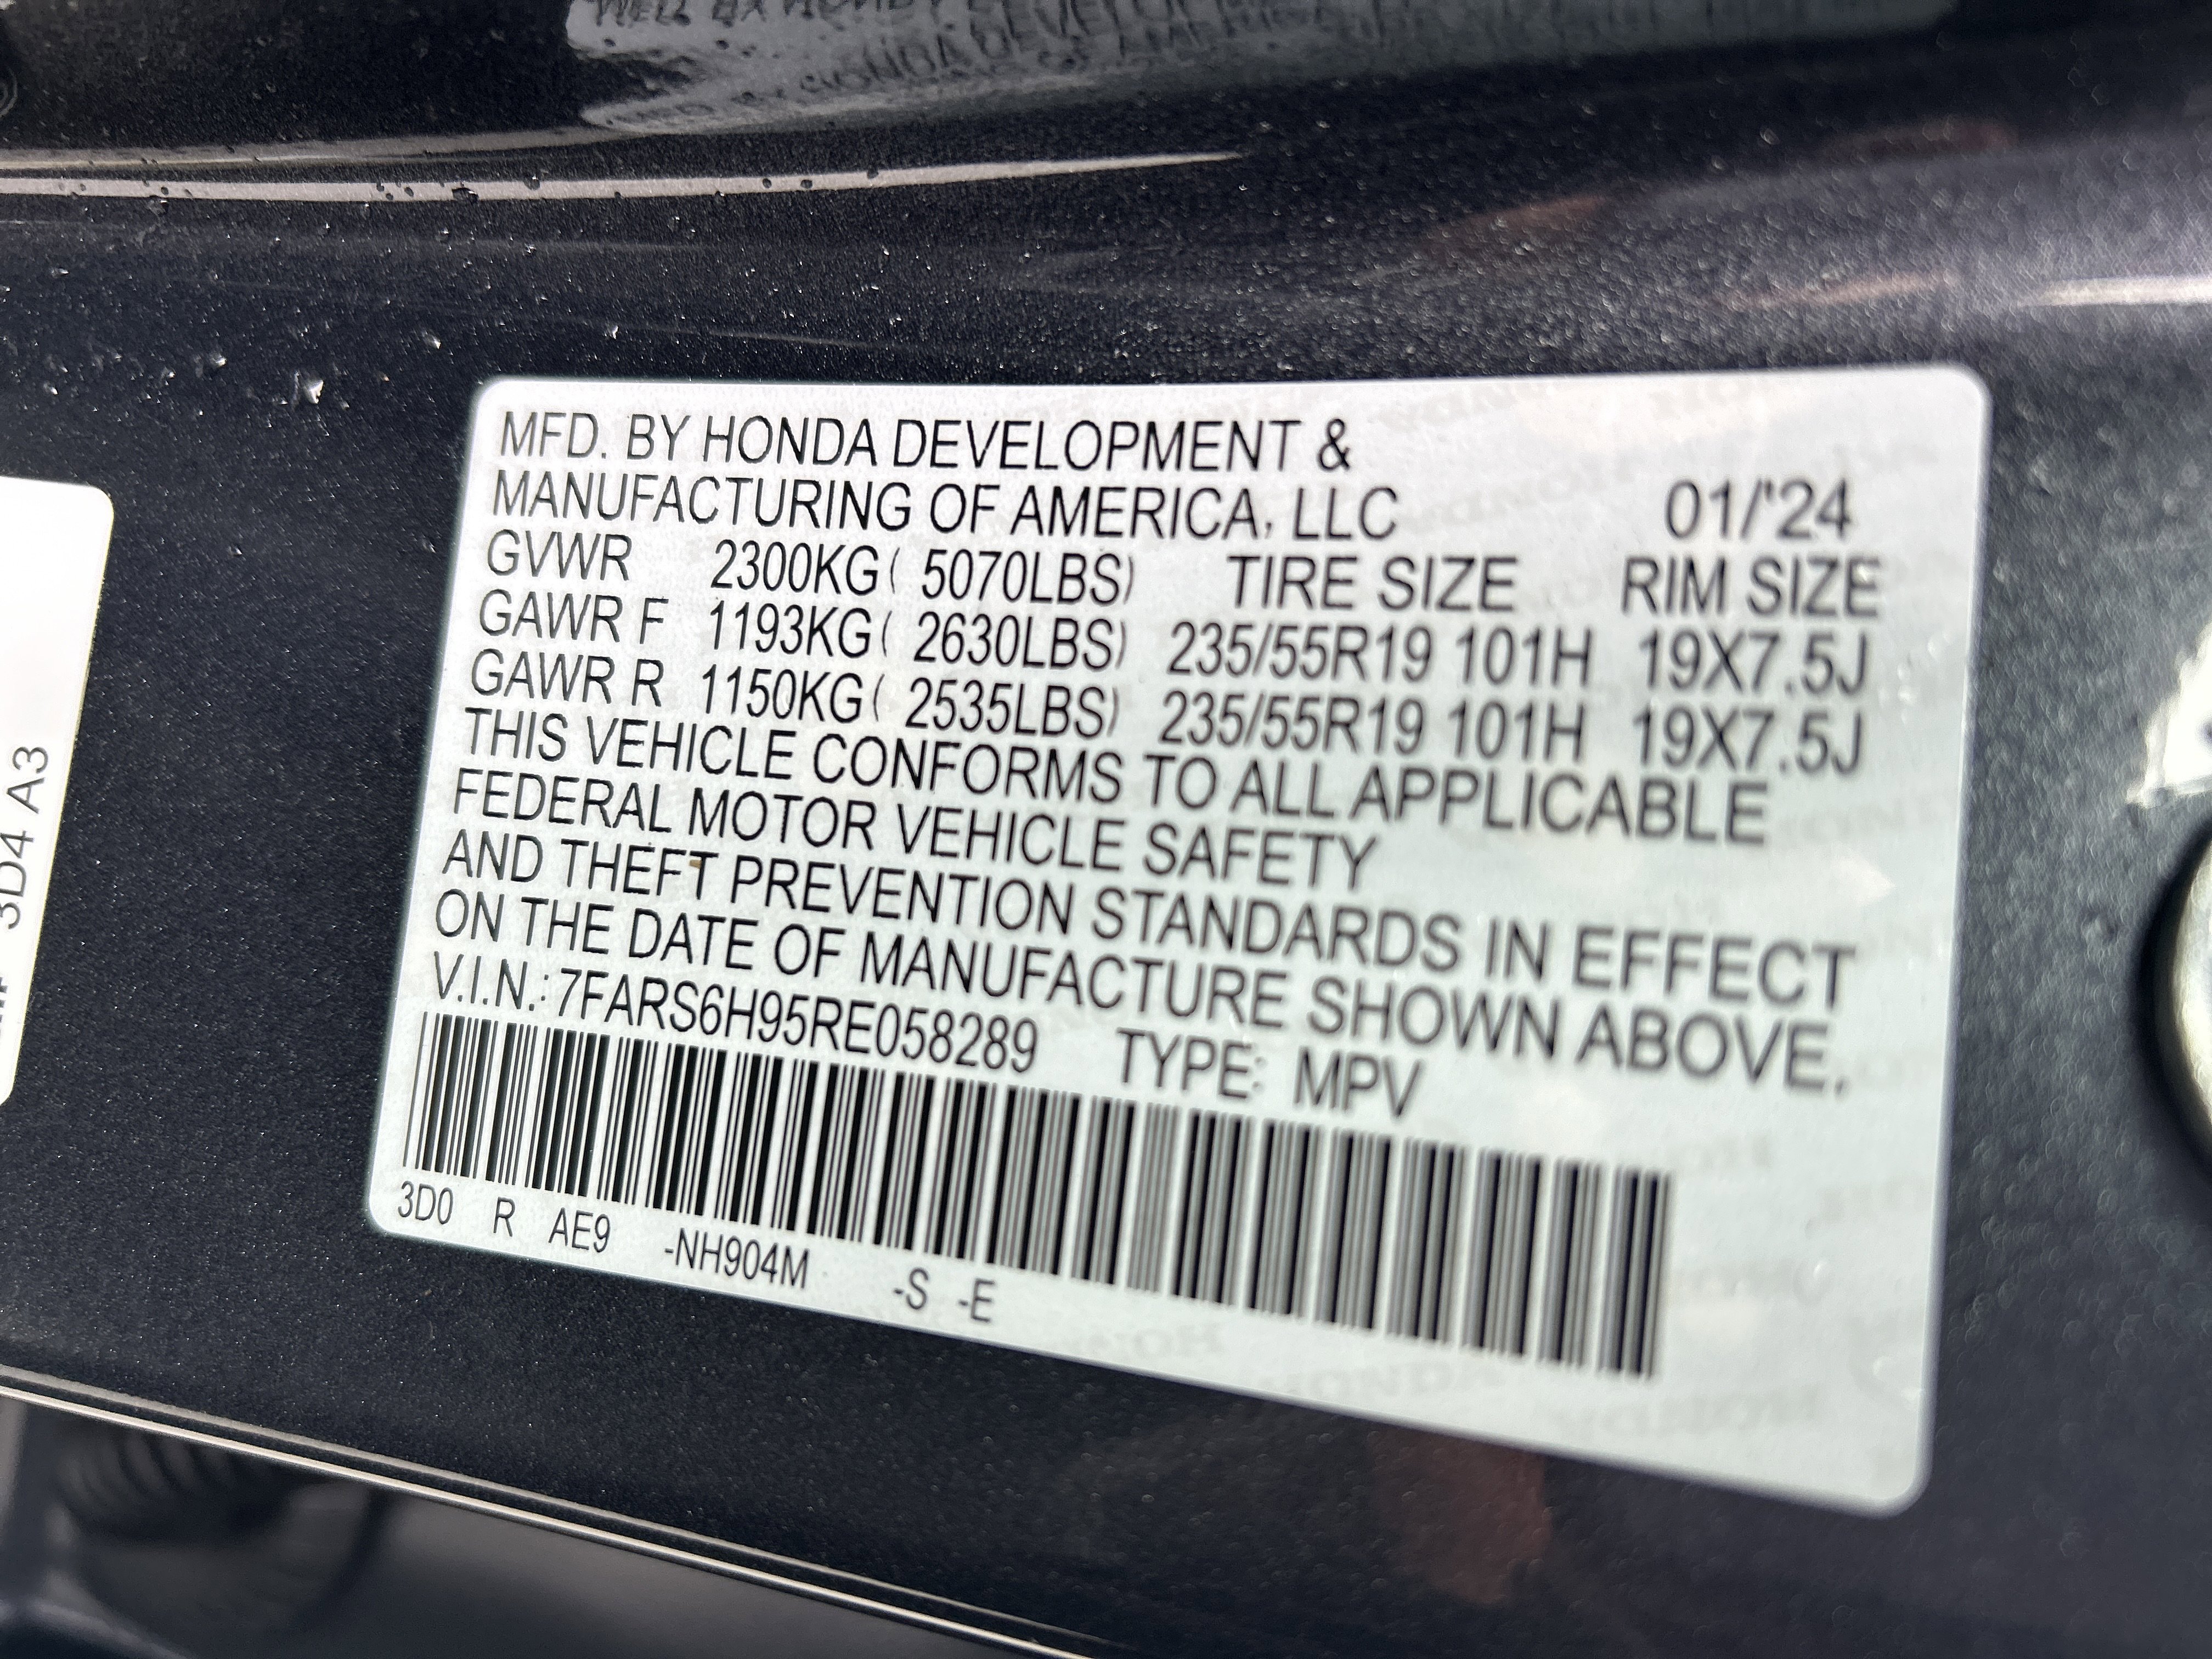 MFD. BY HONDA DEVELOPMENT &
MANUFACTURING OF AMERICA, LLC 01/'24
GVWR 2300KG( 5070LBS) TIRE SIZE RIM SIZE
GAWR F 1193KG( 2630LBS) 235/55R19 101H 19X7.5J
GAWR R 1150KG( 2535LBS) 235/55R19 101H 19X7.5J
THIS VEHICLE CONFORMS TO ALL APPLICABLE
FEDERAL MOTOR VEHICLE SAFETY
AND THEFT PREVENTION STANDARDS IN EFFECT
ON THE DATE OF MANUFACTURE SHOWN ABOVE.
V.I.N.: 7FARS6H95RE058289 TYPE: MPV
3D0 R AE9 -NH904M -S -E
3D4 A3